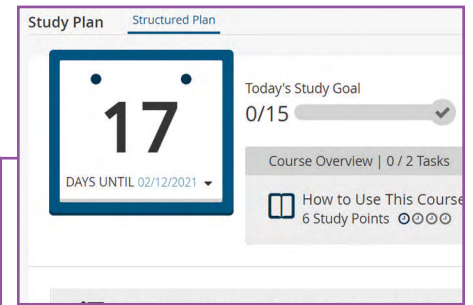 Study Plan Structured Plan
17
DAYS UNTIL 02/12/2021
Today's Study Goal
0/15
Course Overview | 0 / 2 Tasks
How to Use This Course
6 Study Points